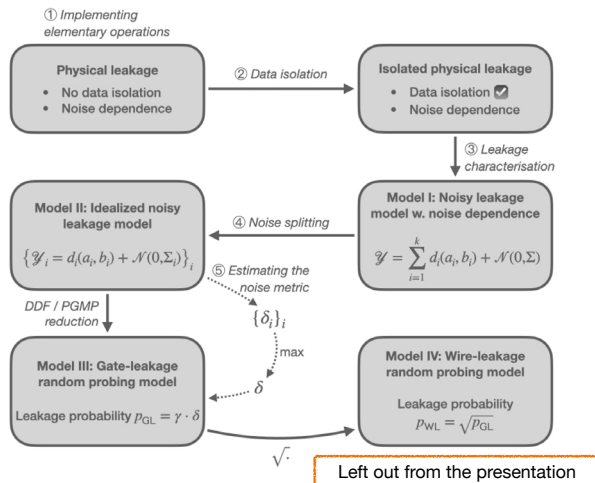 ① Implementing
elementary operations
Physical leakage
• No data isolation
• Noise dependence
② Data isolation
Isolated physical leakage
• Data isolation ☑
• Noise dependence
③ Leakage
characterisation
Model II: Idealized noisy
leakage model
{𝒴ᵢ = dᵢ(aᵢ, bᵢ) + 𝒩(0,Σᵢ)}ᵢ
④ Noise splitting
Model I: Noisy leakage
model w. noise dependence
𝒴 = ∑ᵢ₌₁ᵏ dᵢ(aᵢ, bᵢ) + 𝒩(0,Σ)
⑤ Estimating the
noise metric
DDF / PGMP
reduction
{δᵢ}ᵢ
max
δ
Model III: Gate-leakage
random probing model
Leakage probability p_GL = γ · δ
Model IV: Wire-leakage
random probing model
Leakage probability
p_WL = √p_GL
√·
Left out from the presentation